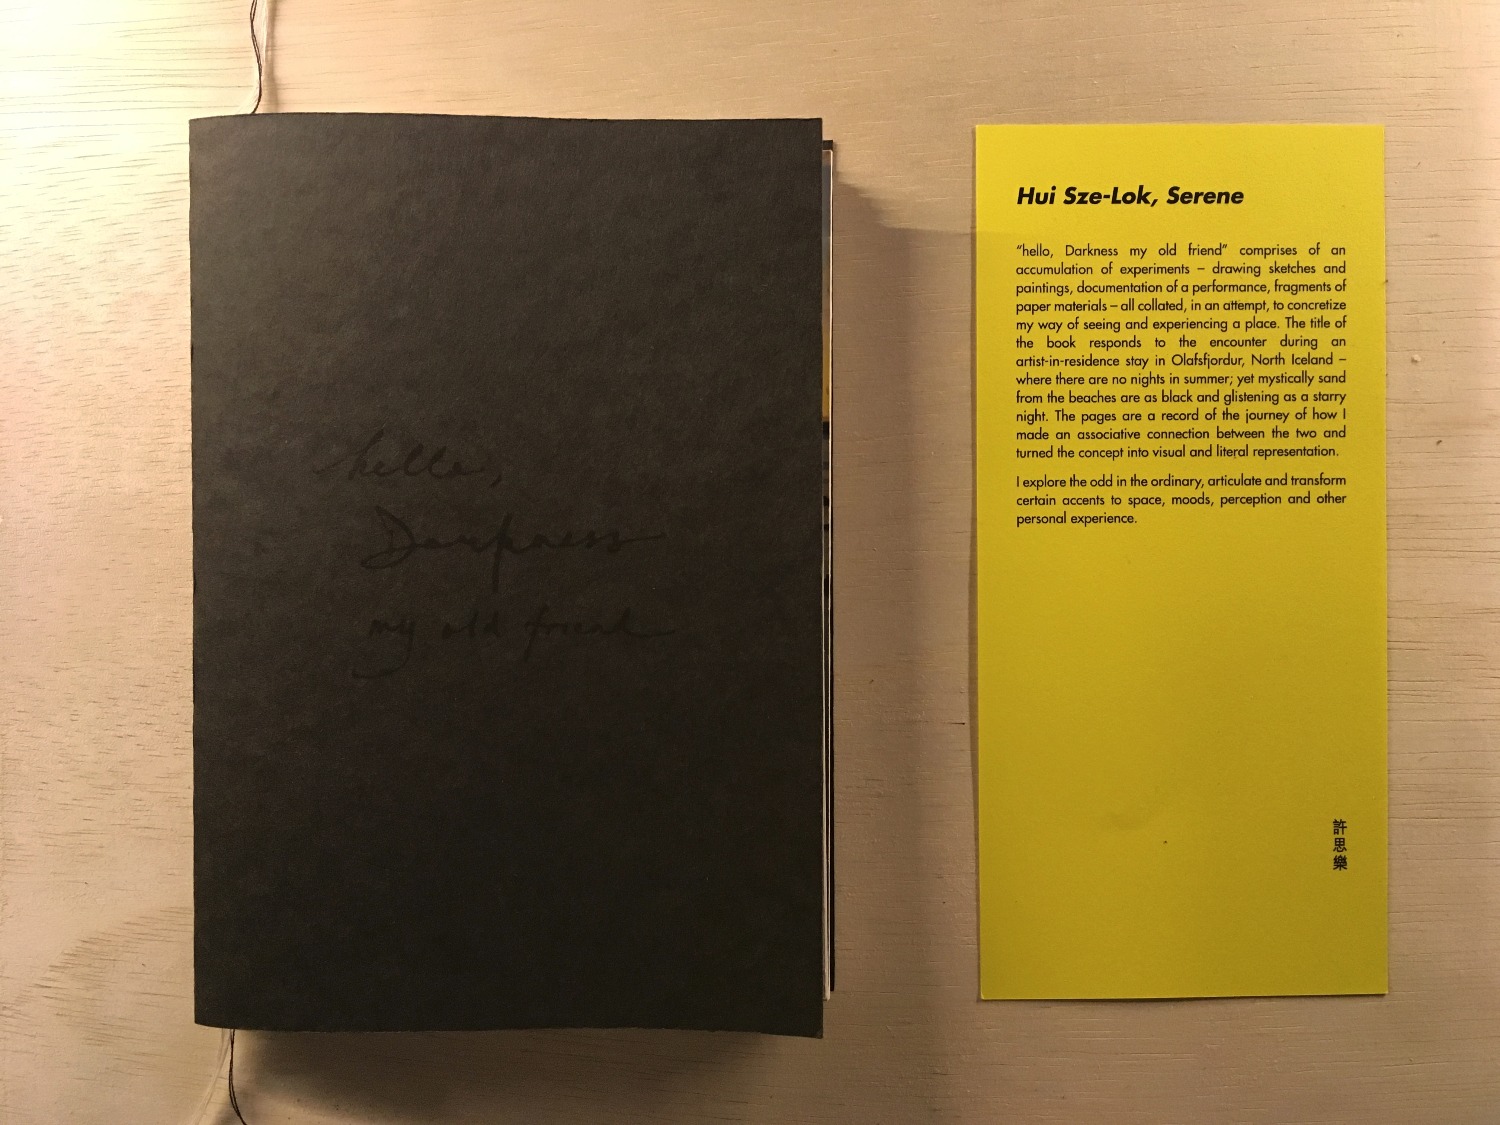 hello,
Darkness
my old friend
Hui Sze-Lok, Serene
“hello, Darkness my old friend” comprises of an
accumulation of experiments – drawing sketches and
paintings, documentation of a performance, fragments of
paper materials – all collated, in an attempt, to concretize
my way of seeing and experiencing a place. The title of
the book responds to the encounter during an
artist-in-residence stay in Olafsfjordur, North Iceland –
where there are no nights in summer; yet mystically sand
from the beaches are as black and glistening as a starry
night. The pages are a record of the journey of how I
made an associative connection between the two and
turned the concept into visual and literal representation.
I explore the odd in the ordinary, articulate and transform
certain accents to space, moods, perception and other
personal experience.
許思樂